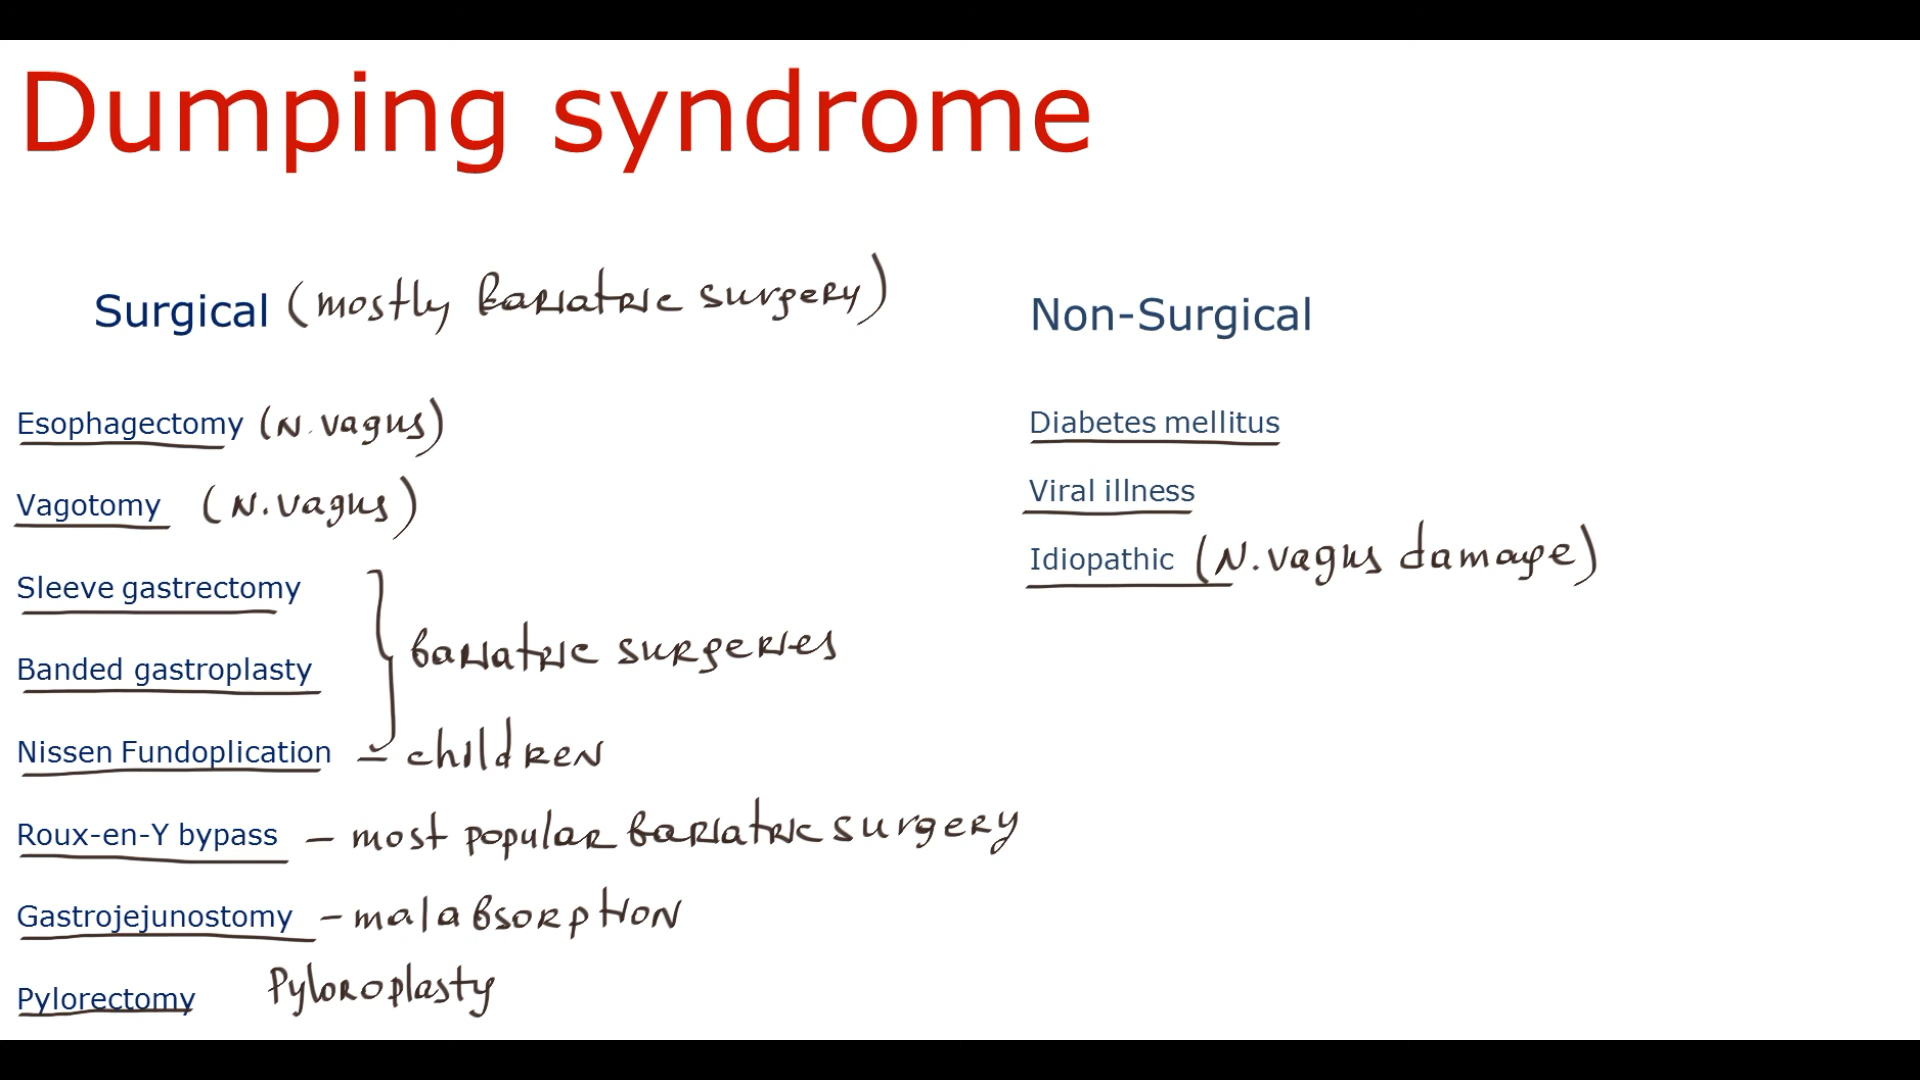 Dumping syndrome
Surgical (mostly bariatric surgery)
Esophagectomy (N. vagus)
Vagotomy (N. vagus)
Sleeve gastrectomy
Banded gastroplasty
bariatric surgeries
Nissen Fundoplication – children
Roux-en-Y bypass – most popular bariatric surgery
Gastrojejunostomy – malabsorption
Pylorectomy Pyloroplasty
Non-Surgical
Diabetes mellitus
Viral illness
Idiopathic (N. vagus damage)